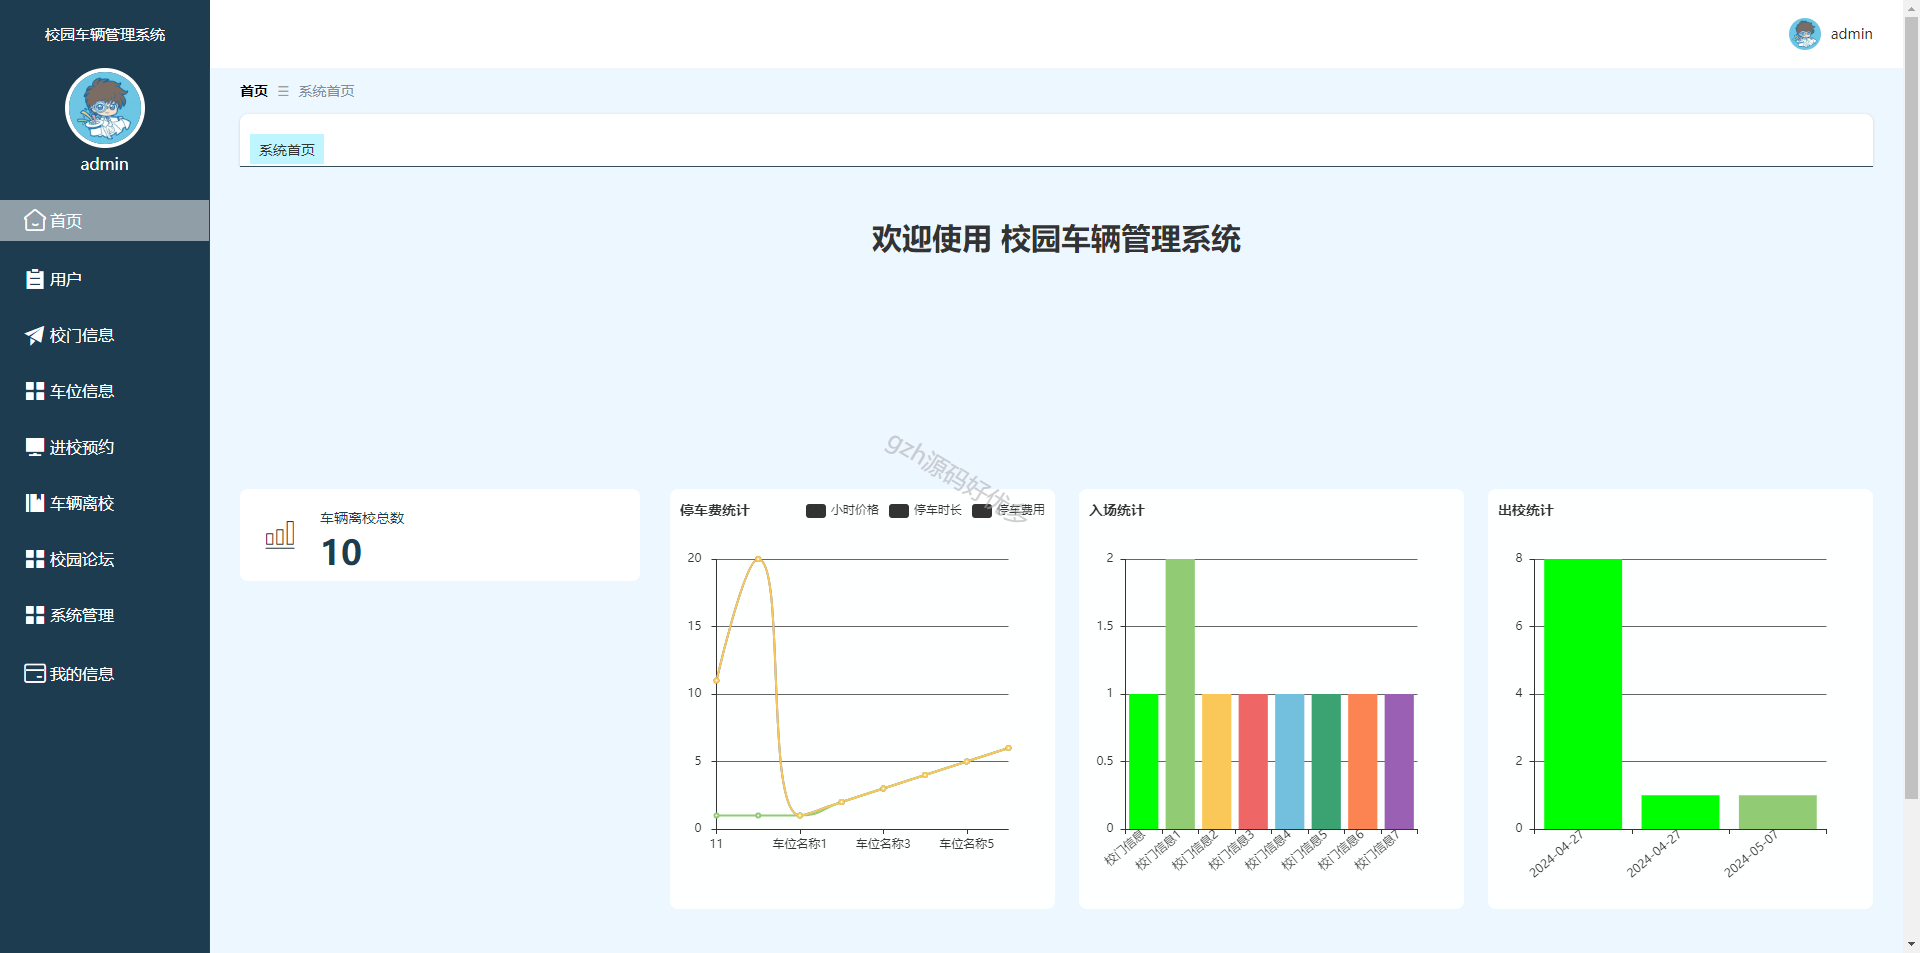 校园车辆管理系统
admin
首页
用户
校门信息
车位信息
进校预约
车辆离校
校园论坛
系统管理
我的信息
admin
首页 ☰ 系统首页
系统首页
欢迎使用 校园车辆管理系统
gzh源码好优多
车辆离校总数
10
停车费统计
小时价格 停车时长 停车费用
20
15
10
5
0
11 车位名称1 车位名称3 车位名称5
入场统计
2
1.5
1
0.5
0
校门信息 校门信息1 校门信息2 校门信息3 校门信息4 校门信息5 校门信息6 校门信息7
出校统计
8
6
4
2
0
2024-04-27 2024-04-27 2024-05-07